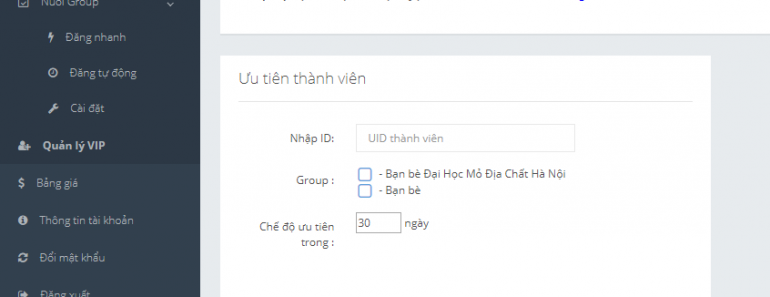 Nuôi Group
Đăng nhanh
Đăng tự động
Cài đặt
Quản lý VIP
Bảng giá
Thông tin tài khoản
Đổi mật khẩu
Đăng xuất
Ưu tiên thành viên
Nhập ID:
UID thành viên
Group :
- Bạn bè Đại Học Mỏ Địa Chất Hà Nội
- Bạn bè
Chế độ ưu tiên
trong :
30 ngày